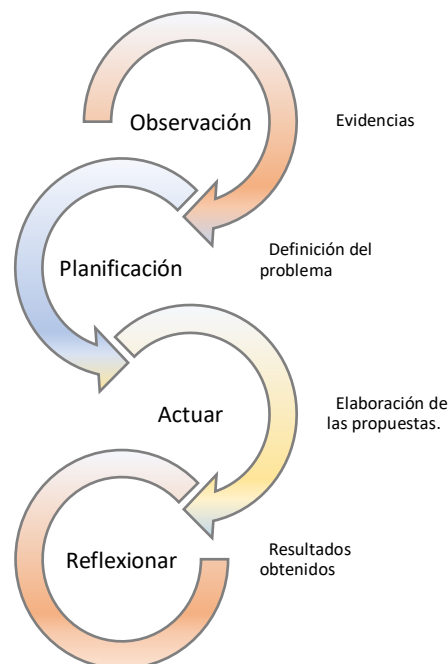 Observación
Evidencias
Planificación
Definición del
problema
Actuar
Elaboración de
las propuestas.
Reflexionar
Resultados
obtenidos